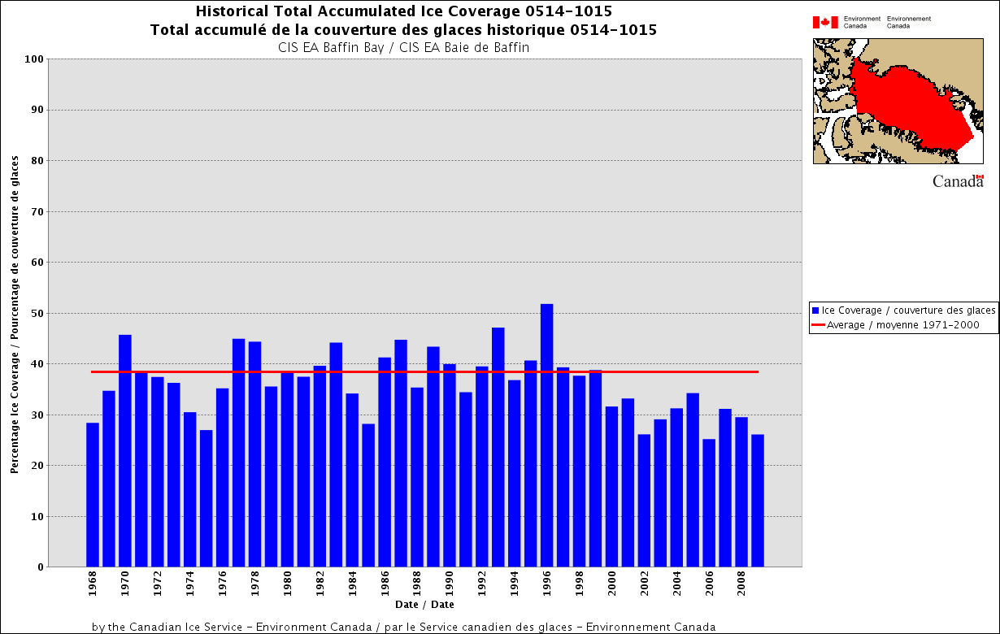 Historical Total Accumulated Ice Coverage 0514-1015
Total accumulé de la couverture des glaces historique 0514-1015
CIS EA Baffin Bay / CIS EA Baie de Baffin
Environment Canada
Environnement Canada
Canada
Percentage Ice Coverage / Pourcentage de couverture de glaces
100
90
80
70
60
50
40
30
20
10
0
Ice Coverage / couverture des glaces
Average / moyenne 1971-2000
1968 1970 1972 1974 1976 1978 1980 1982 1984 1986 1988 1990 1992 1994 1996 1998 2000 2002 2004 2006 2008
Date / Date
by the Canadian Ice Service - Environment Canada / par le Service canadien des glaces - Environnement Canada